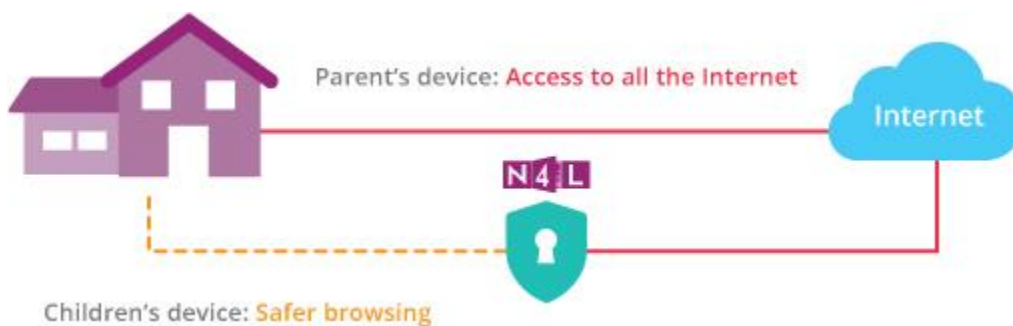 Parent's device: Access to all the Internet
Internet
N4L
Children's device: Safer browsing